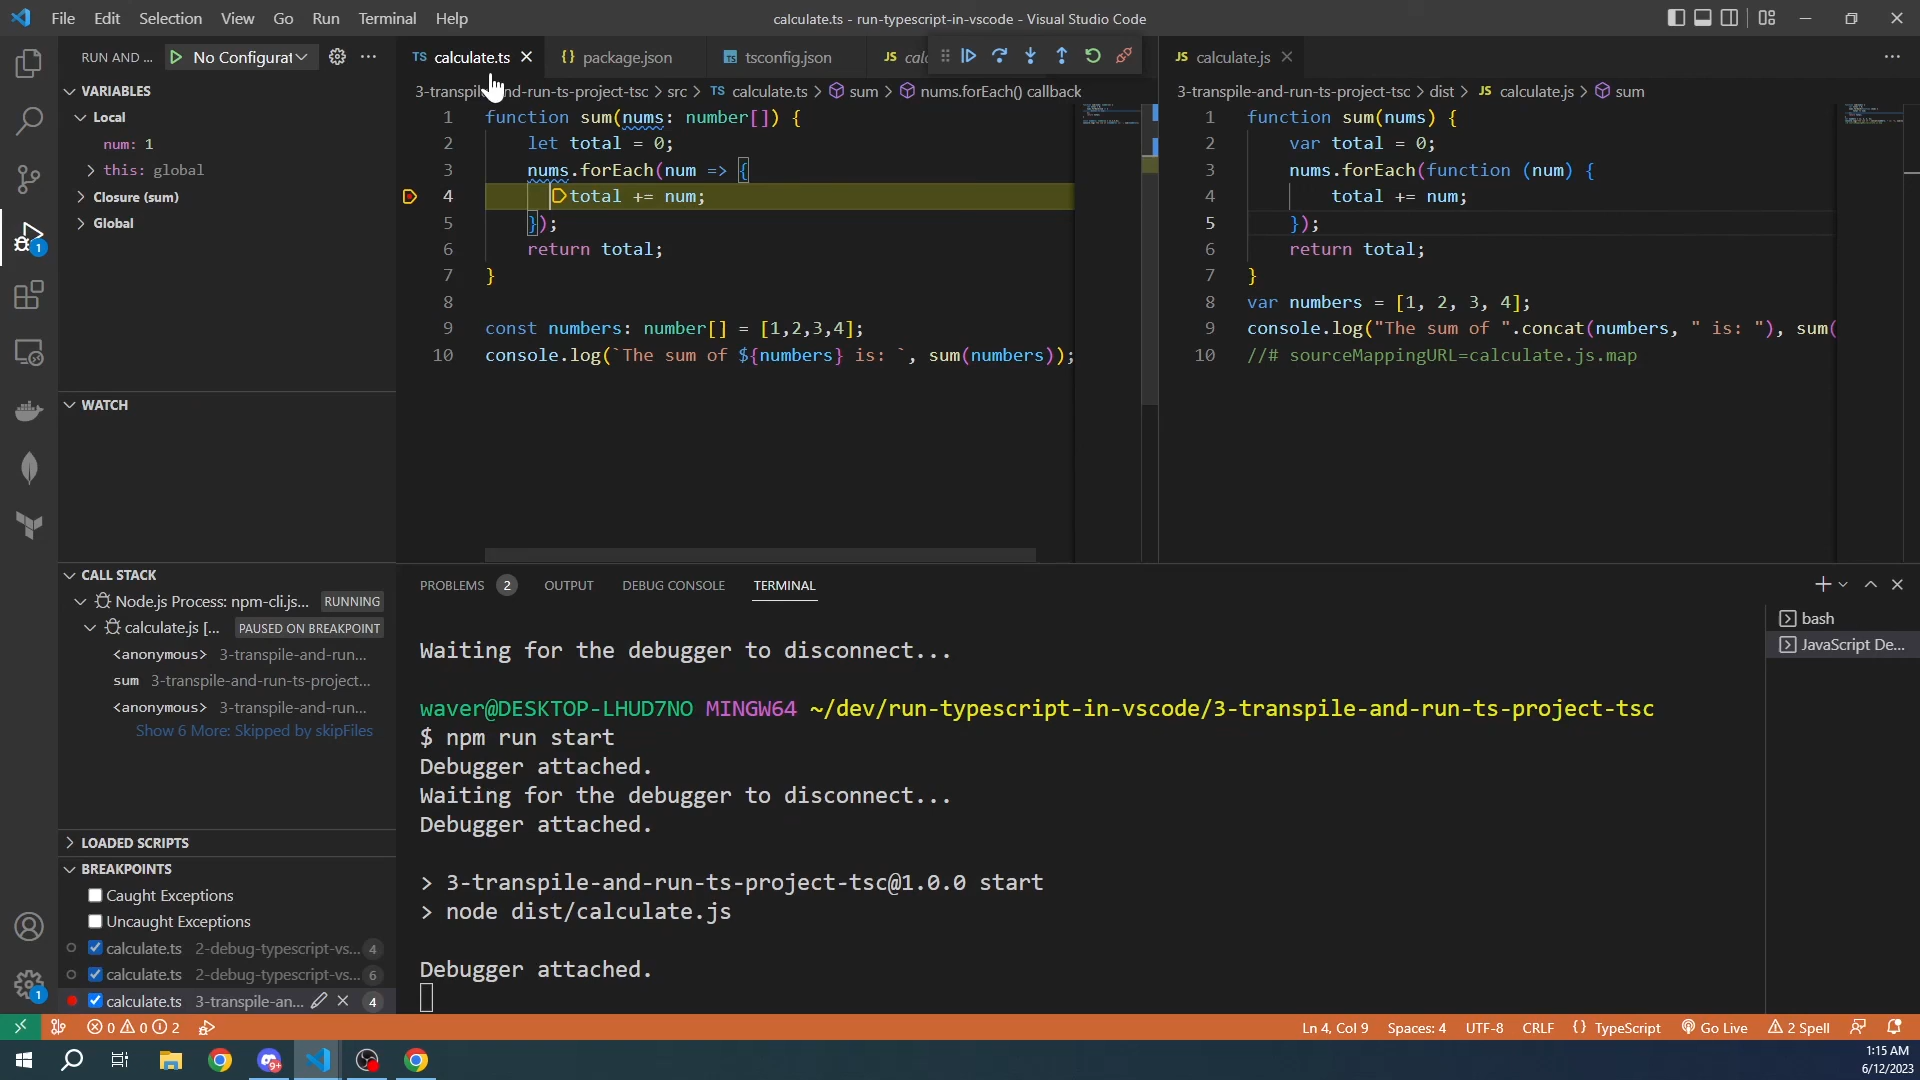 File Edit Selection View Go Run Terminal Help
calculate.ts - run-typescript-in-vscode - Visual Studio Code
RUN AND ... No Configurat
TS calculate.ts
{} package.json
TS tsconfig.json
JS calc
JS calculate.js
3-transpile-and-run-ts-project-tsc > src > TS calculate.ts > sum > nums.forEach() callback
3-transpile-and-run-ts-project-tsc > dist > JS calculate.js > sum
VARIABLES
Local
num: 1
this: global
Closure (sum)
Global
WATCH
CALL STACK
Node.js Process: npm-cli.js... RUNNING
calculate.js [... PAUSED ON BREAKPOINT
<anonymous> 3-transpile-and-run...
sum 3-transpile-and-run-ts-project...
<anonymous> 3-transpile-and-run...
Show 6 More: Skipped by skipFiles
LOADED SCRIPTS
BREAKPOINTS
Caught Exceptions
Uncaught Exceptions
calculate.ts 2-debug-typescript-vs... 4
calculate.ts 2-debug-typescript-vs... 6
calculate.ts 3-transpile-an... 4
1 function sum(nums: number[]) {
2 let total = 0;
3 nums.forEach(num => {
4 total += num;
5 });
6 return total;
7 }
8
9 const numbers: number[] = [1,2,3,4];
10 console.log(`The sum of ${numbers} is: `, sum(numbers));
1 function sum(nums) {
2 var total = 0;
3 nums.forEach(function (num) {
4 total += num;
5 });
6 return total;
7 }
8 var numbers = [1, 2, 3, 4];
9 console.log("The sum of ".concat(numbers, " is: "), sum(
10 //# sourceMappingURL=calculate.js.map
PROBLEMS 2 OUTPUT DEBUG CONSOLE TERMINAL
bash
JavaScript De...
Waiting for the debugger to disconnect...
waver@DESKTOP-LHUD7NO MINGW64 ~/dev/run-typescript-in-vscode/3-transpile-and-run-ts-project-tsc
$ npm run start
Debugger attached.
Waiting for the debugger to disconnect...
Debugger attached.
> 3-transpile-and-run-ts-project-tsc@1.0.0 start
> node dist/calculate.js
Debugger attached.
1
1
0 0 2
Ln 4, Col 9 Spaces: 4 UTF-8 CRLF {} TypeScript Go Live 2 Spell
9+
1:15 AM
6/12/2023